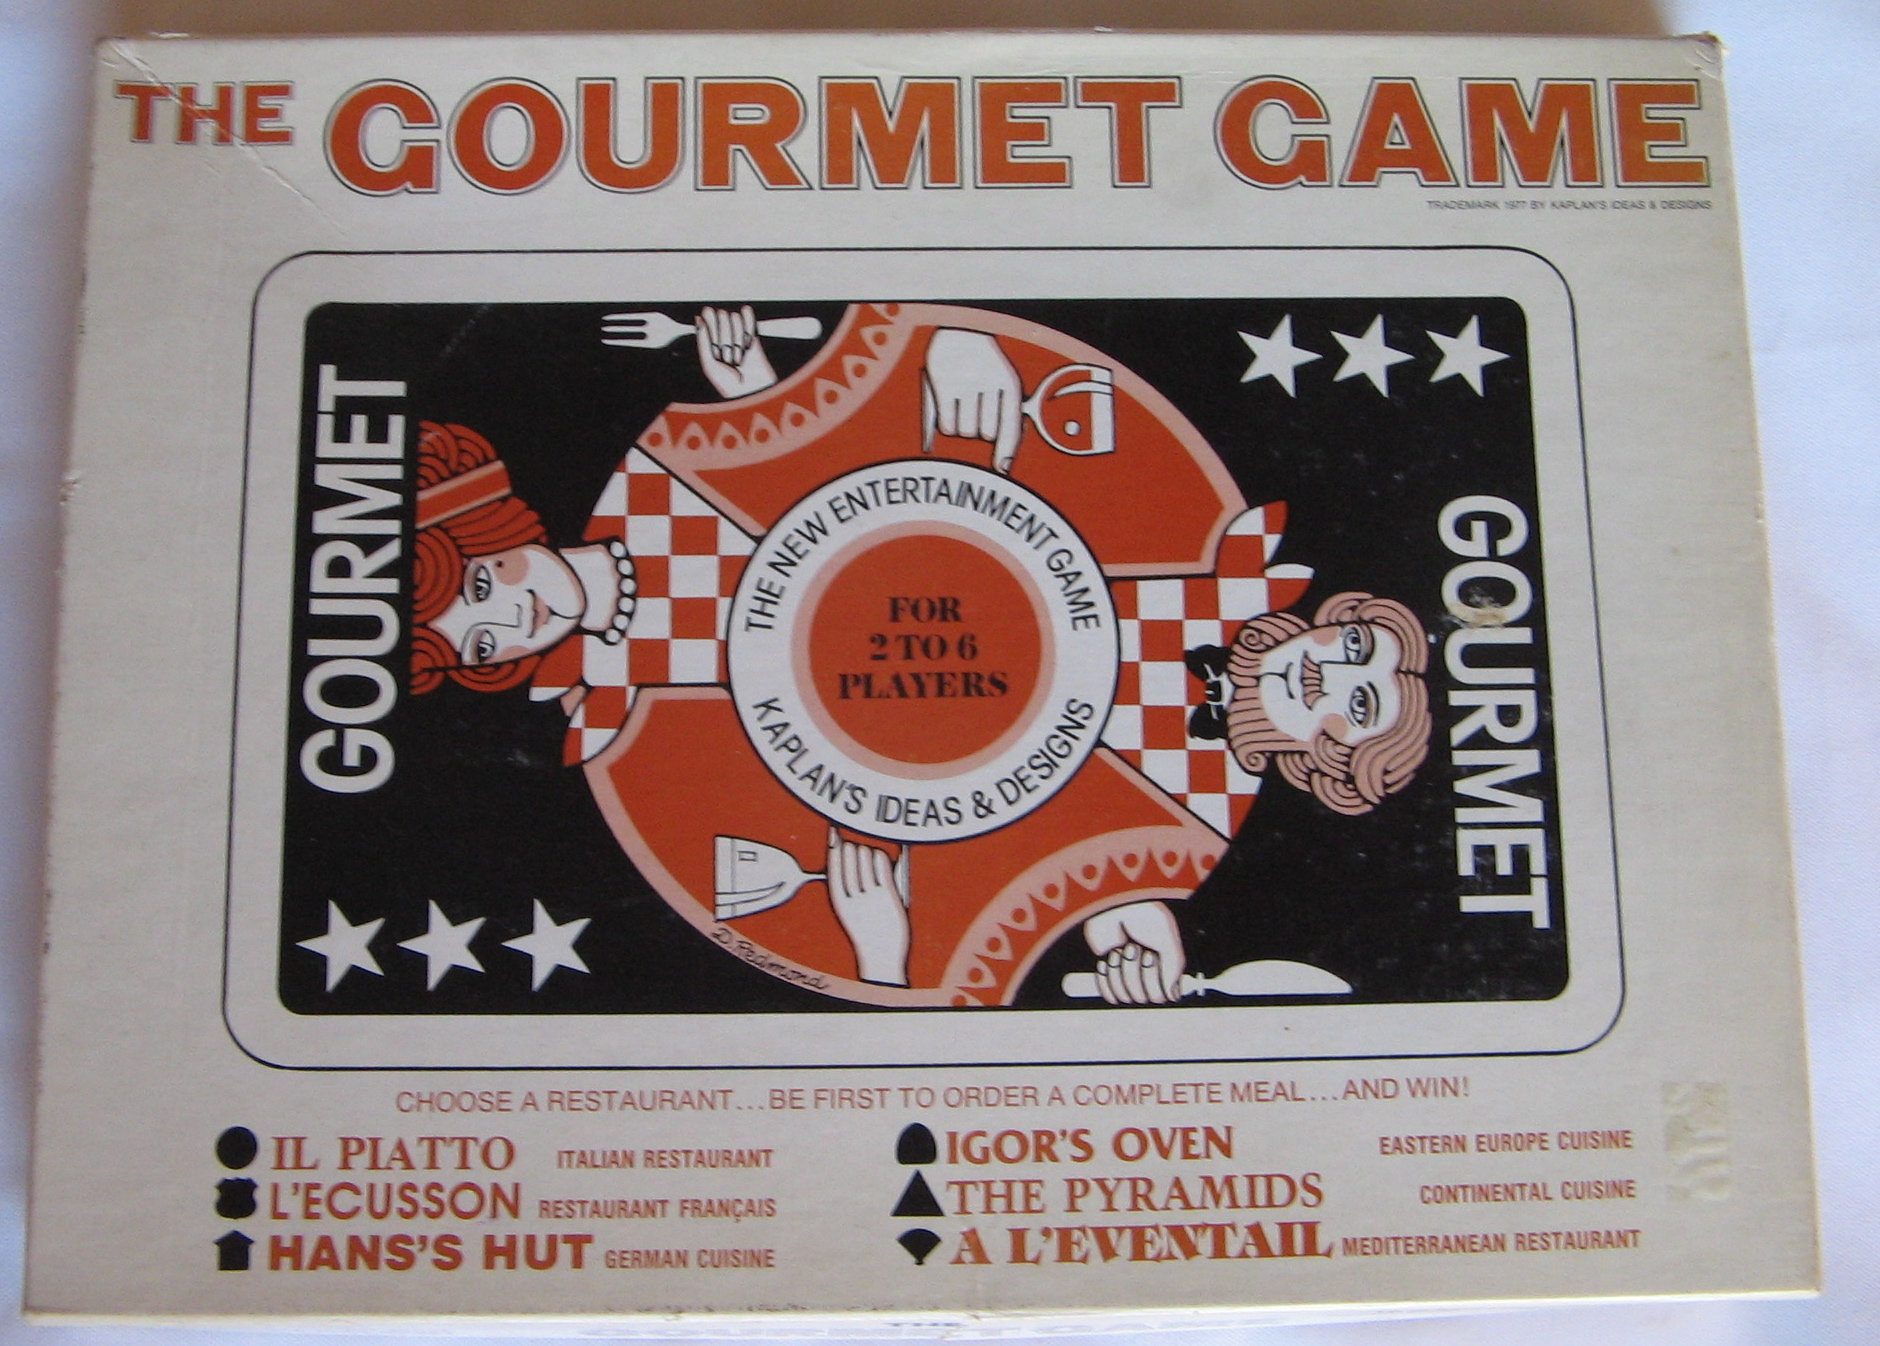 THE GOURMET GAME
TRADEMARK 1977 BY KAPLAN'S IDEAS & DESIGNS
GOURMET
GOURMET
THE NEW ENTERTAINMENT GAME
FOR
2 TO 6
PLAYERS
KAPLAN'S IDEAS & DESIGNS
D. Redmond
CHOOSE A RESTAURANT...BE FIRST TO ORDER A COMPLETE MEAL...AND WIN!
IL PIATTO ITALIAN RESTAURANT
L'ECUSSON RESTAURANT FRANÇAIS
HANS'S HUT GERMAN CUISINE
IGOR'S OVEN EASTERN EUROPE CUISINE
THE PYRAMIDS CONTINENTAL CUISINE
A L'EVENTAIL MEDITERRANEAN RESTAURANT
THE
GOURMET GAME